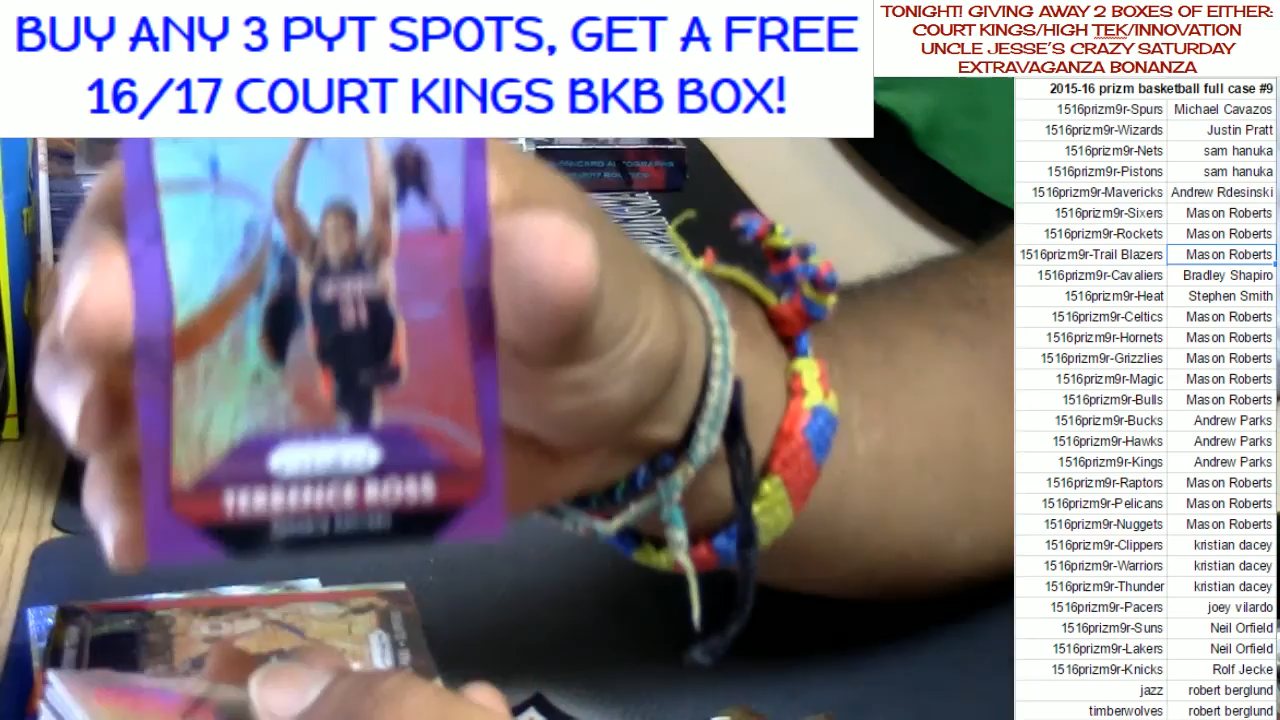 BUY ANY 3 PYT SPOTS, GET A FREE
16/17 COURT KINGS BKB BOX!
TONIGHT! GIVING AWAY 2 BOXES OF EITHER:
COURT KINGS/HIGH TEK/INNOVATION
UNCLE JESSE'S CRAZY SATURDAY
EXTRAVAGANZA BONANZA
2015-16 prizm basketball full case #9
1516prizm9r-Spurs Michael Cavazos
1516prizm9r-Wizards Justin Pratt
1516prizm9r-Nets sam hanuka
1516prizm9r-Pistons sam hanuka
1516prizm9r-Mavericks Andrew Rdesinski
1516prizm9r-Sixers Mason Roberts
1516prizm9r-Rockets Mason Roberts
1516prizm9r-Trail Blazers Mason Roberts
1516prizm9r-Cavaliers Bradley Shapiro
1516prizm9r-Heat Stephen Smith
1516prizm9r-Celtics Mason Roberts
1516prizm9r-Hornets Mason Roberts
1516prizm9r-Grizzlies Mason Roberts
1516prizm9r-Magic Mason Roberts
1516prizm9r-Bulls Mason Roberts
1516prizm9r-Bucks Andrew Parks
1516prizm9r-Hawks Andrew Parks
1516prizm9r-Kings Andrew Parks
1516prizm9r-Raptors Mason Roberts
1516prizm9r-Pelicans Mason Roberts
1516prizm9r-Nuggets Mason Roberts
1516prizm9r-Clippers kristian dacey
1516prizm9r-Warriors kristian dacey
1516prizm9r-Thunder kristian dacey
1516prizm9r-Pacers joey vilardo
1516prizm9r-Suns Neil Orfield
1516prizm9r-Lakers Neil Orfield
1516prizm9r-Knicks Rolf Jecke
jazz robert berglund
timberwolves robert berglund
TERRENCE ROSS